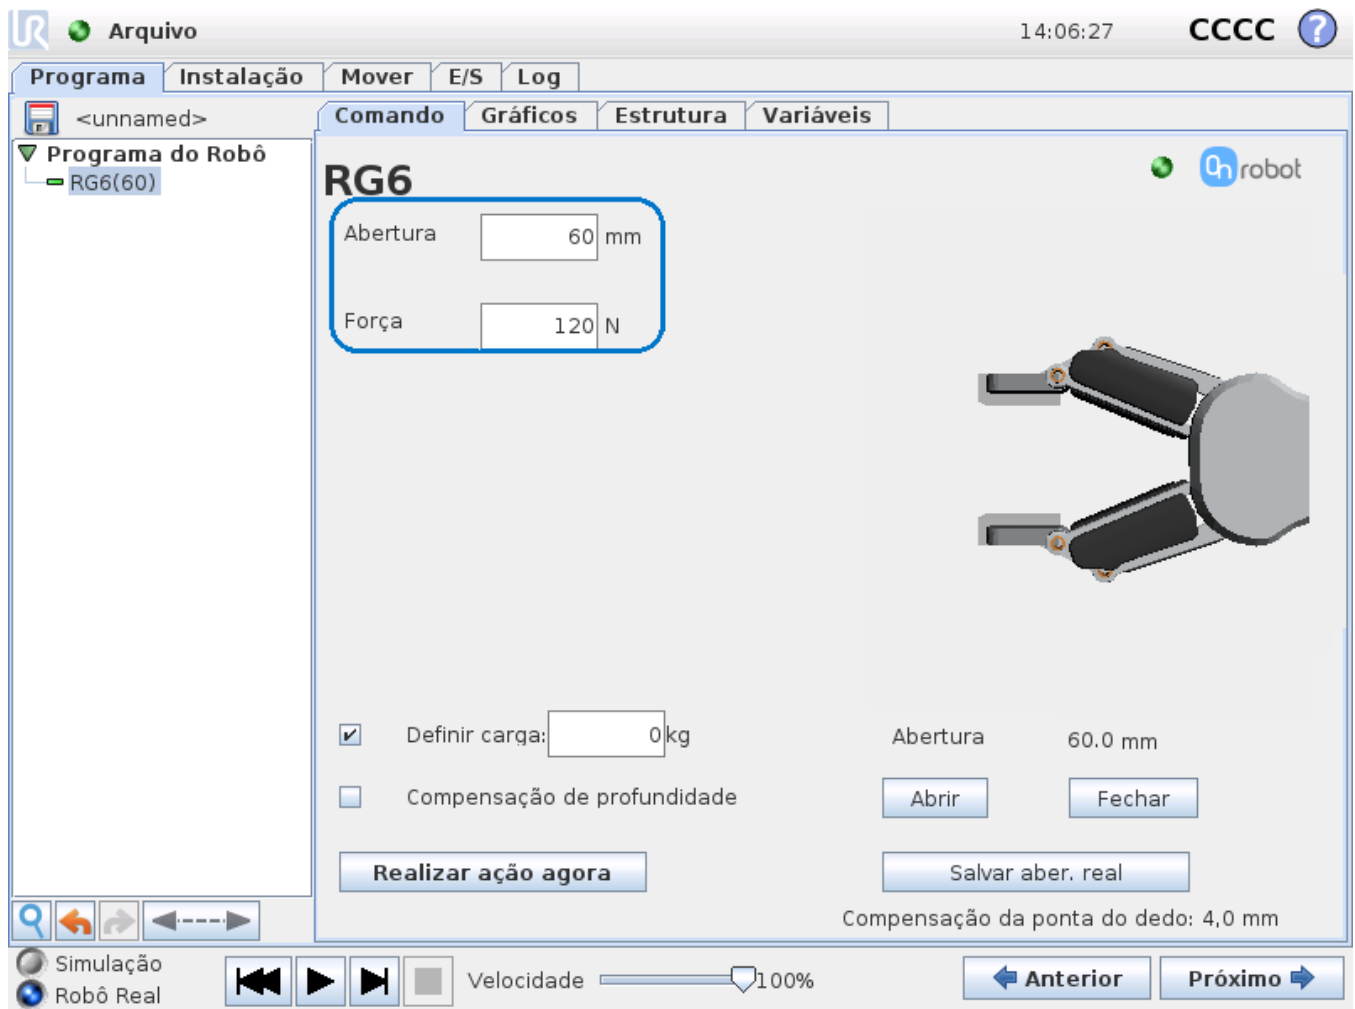 UR Arquivo 14:06:27 CCCC ?
Programa Instalação Mover E/S Log
<unnamed> Comando Gráficos Estrutura Variáveis
Programa do Robô
RG6(60)
RG6
On robot
Abertura 60 mm
Força 120 N
Definir carga: 0 kg
Abertura 60.0 mm
Compensação de profundidade
Abrir Fechar
Realizar ação agora
Salvar aber. real
Compensação da ponta do dedo: 4,0 mm
Simulação
Robô Real
Velocidade 100%
Anterior Próximo